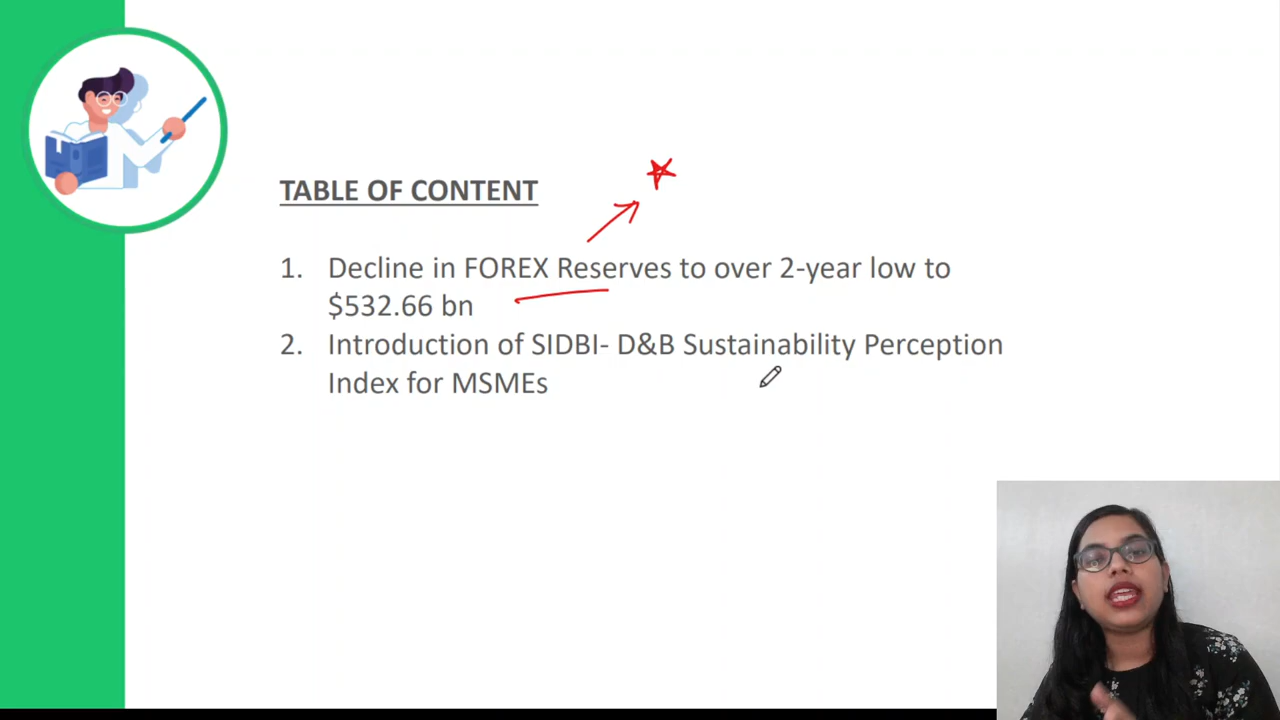 TABLE OF CONTENT
1. Decline in FOREX Reserves to over 2-year low to
$532.66 bn
2. Introduction of SIDBI- D&B Sustainability Perception
Index for MSMEs